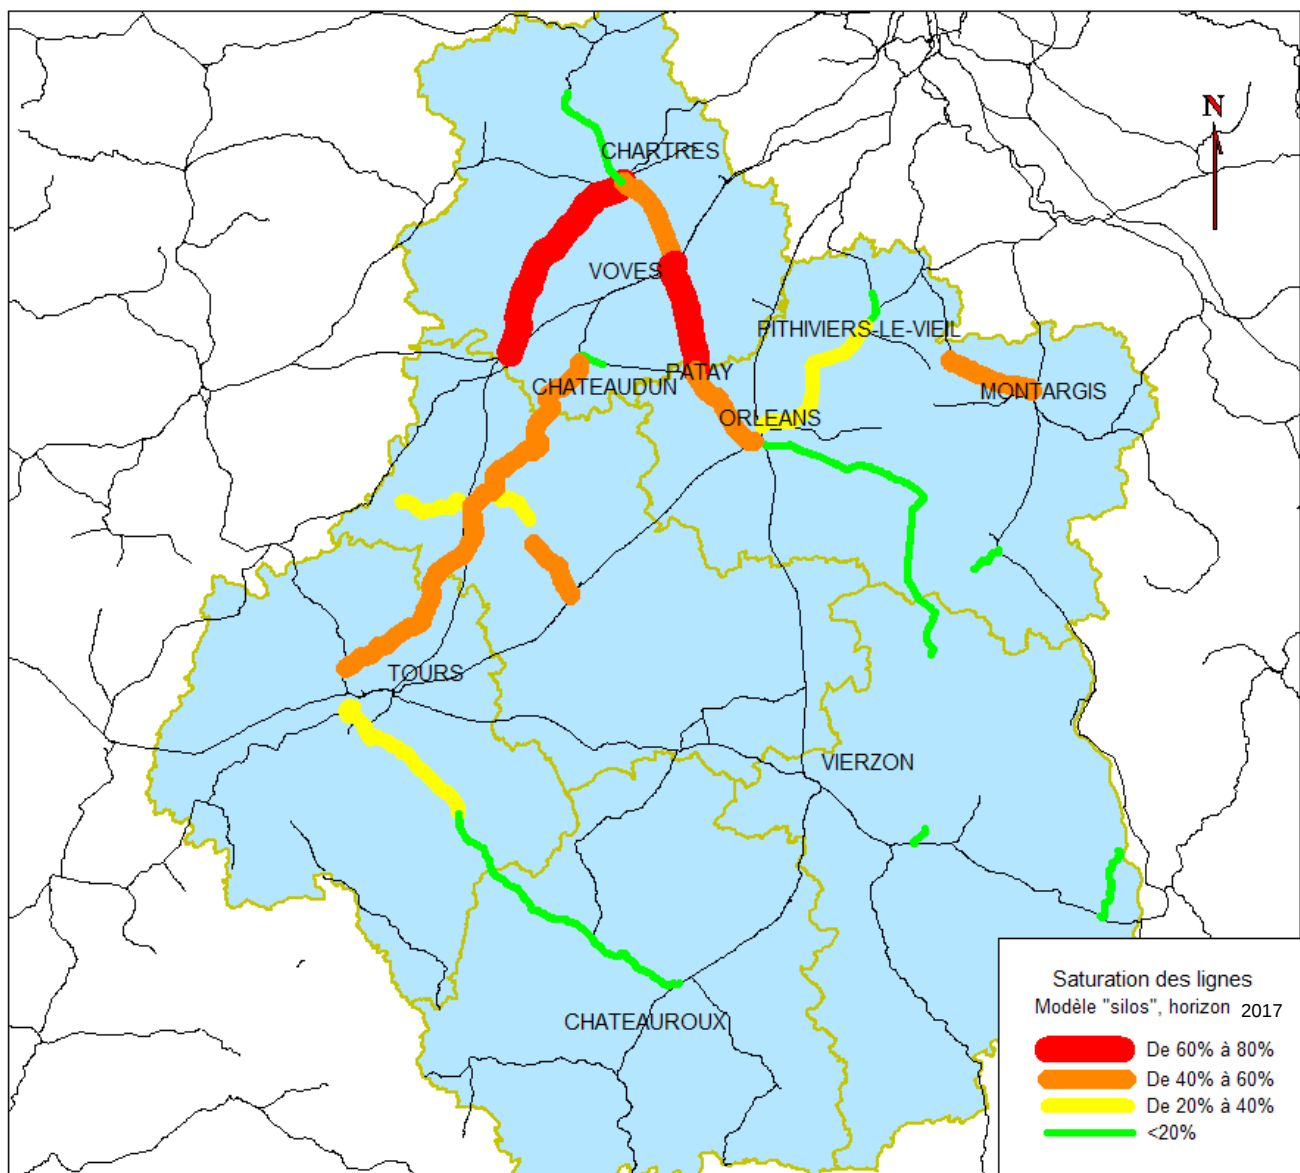 N
CHARTRES
VOVES
PITHIVIERS-LE-VIEIL
PATAY
CHATEAUDUN
MONTARGIS
ORLEANS
TOURS
VIERZON
CHATEAUROUX
Saturation des lignes
Modèle "silos", horizon 2017
De 60% à 80%
De 40% à 60%
De 20% à 40%
<20%